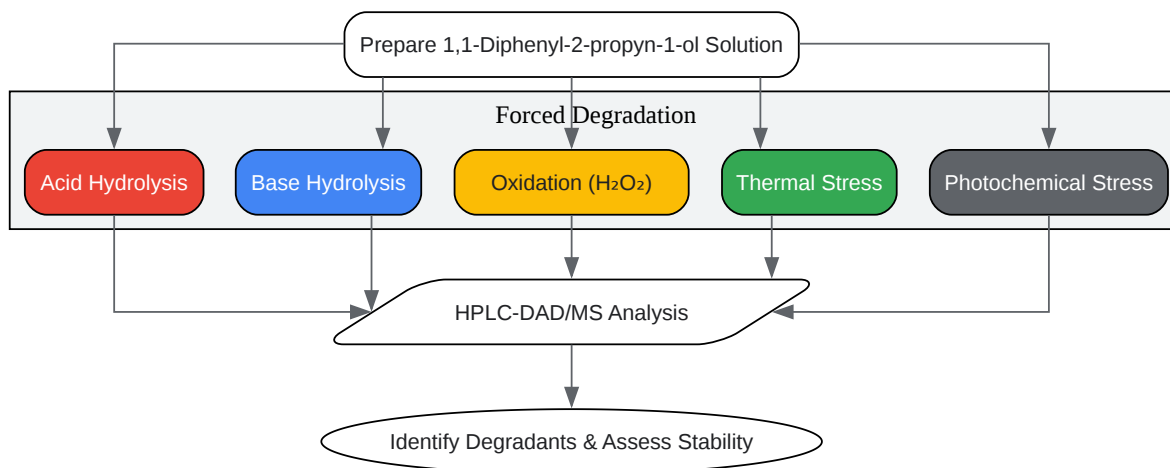 Prepare 1,1-Diphenyl-2-propyn-1-ol Solution
Forced Degradation
Acid Hydrolysis
Base Hydrolysis
Oxidation (H₂O₂)
Thermal Stress
Photochemical Stress
HPLC-DAD/MS Analysis
Identify Degradants & Assess Stability